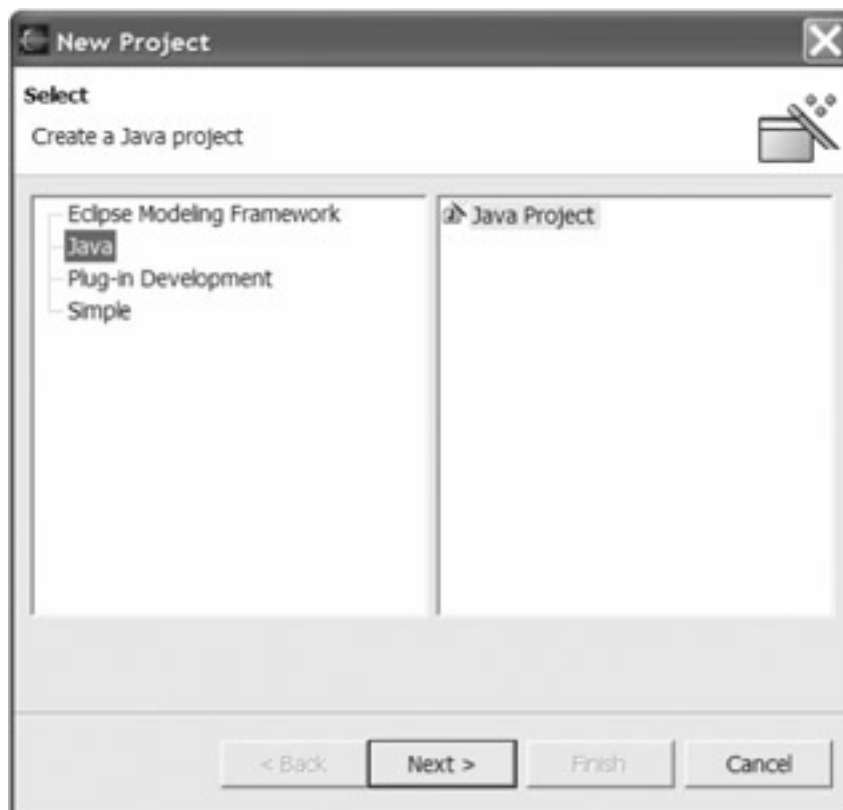 New Project
Select
Create a Java project
Eclipse Modeling Framework
Java
Plug-in Development
Simple
Java Project
< Back
Next >
Finish
Cancel